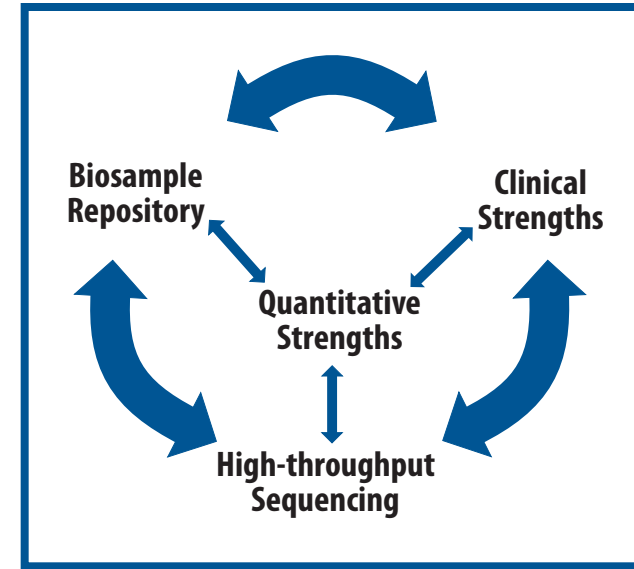 Biosample
Repository
Clinical
Strengths
Quantitative
Strengths
High-throughput
Sequencing